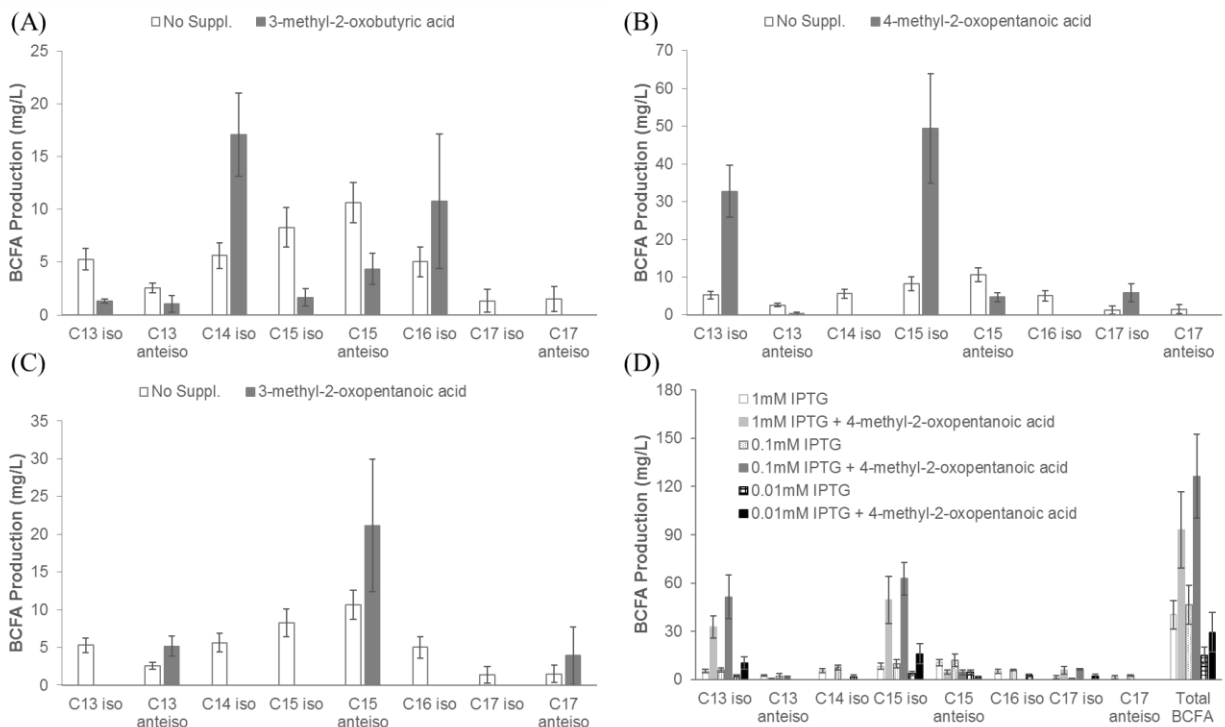 (A)
No Suppl. 3-methyl-2-oxobutyric acid
BCFA Production (mg/L)
25
20
15
10
5
0
C13 iso C13 anteiso C14 iso C15 iso C15 anteiso C16 iso C17 iso C17 anteiso
(B)
No Suppl. 4-methyl-2-oxopentanoic acid
BCFA Production (mg/L)
70
60
50
40
30
20
10
0
C13 iso C13 anteiso C14 iso C15 iso C15 anteiso C16 iso C17 iso C17 anteiso
(C)
No Suppl. 3-methyl-2-oxopentanoic acid
BCFA Production (mg/L)
35
30
25
20
15
10
5
0
C13 iso C13 anteiso C14 iso C15 iso C15 anteiso C16 iso C17 iso C17 anteiso
(D)
BCFA Production (mg/L)
180
150
120
90
60
30
0
1mM IPTG
1mM IPTG + 4-methyl-2-oxopentanoic acid
0.1mM IPTG
0.1mM IPTG + 4-methyl-2-oxopentanoic acid
0.01mM IPTG
0.01mM IPTG + 4-methyl-2-oxopentanoic acid
C13 iso C13 anteiso C14 iso C15 iso C15 anteiso C16 iso C17 iso C17 anteiso Total BCFA